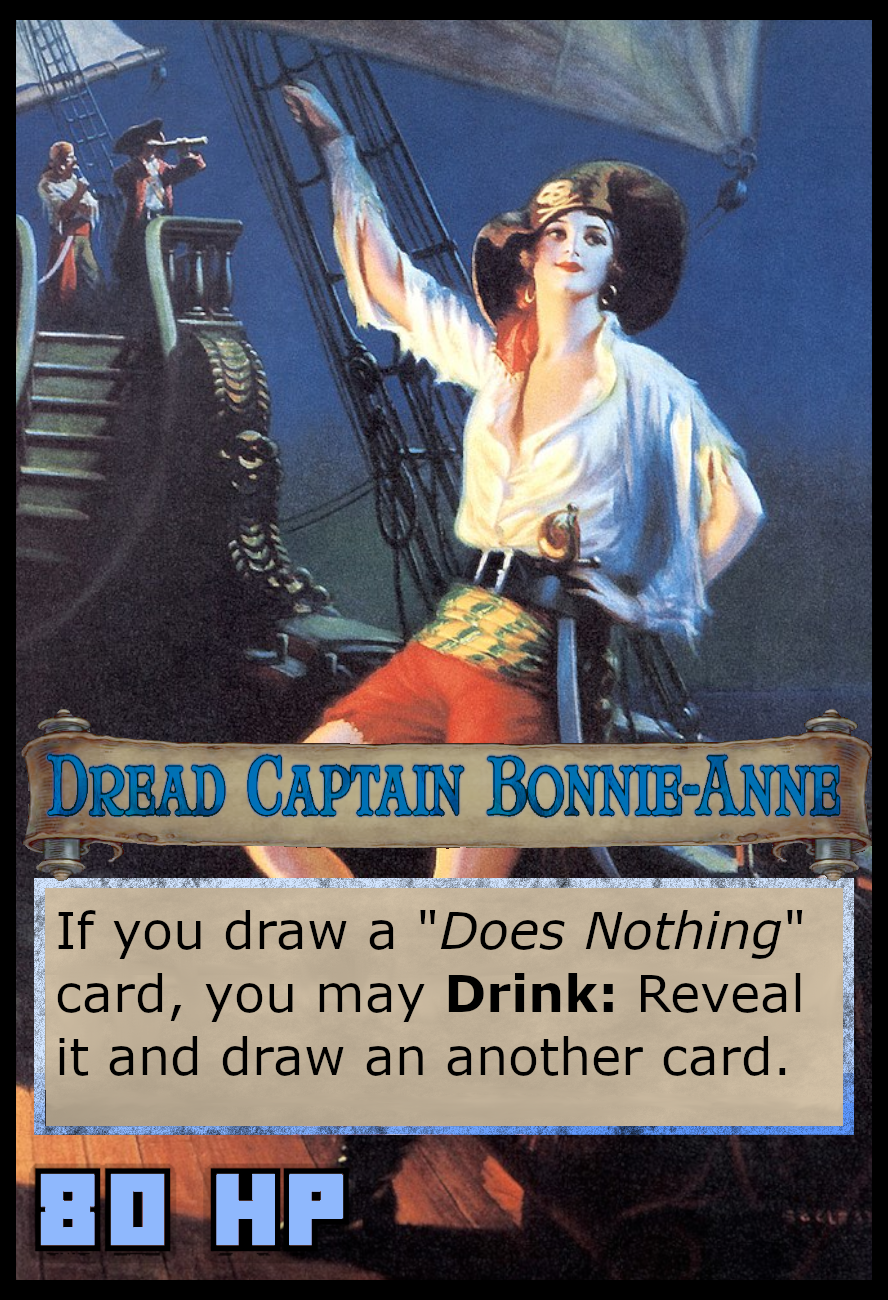 Dread Captain Bonnie-Anne
If you draw a "Does Nothing"
card, you may Drink: Reveal
it and draw an another card.
80 HP